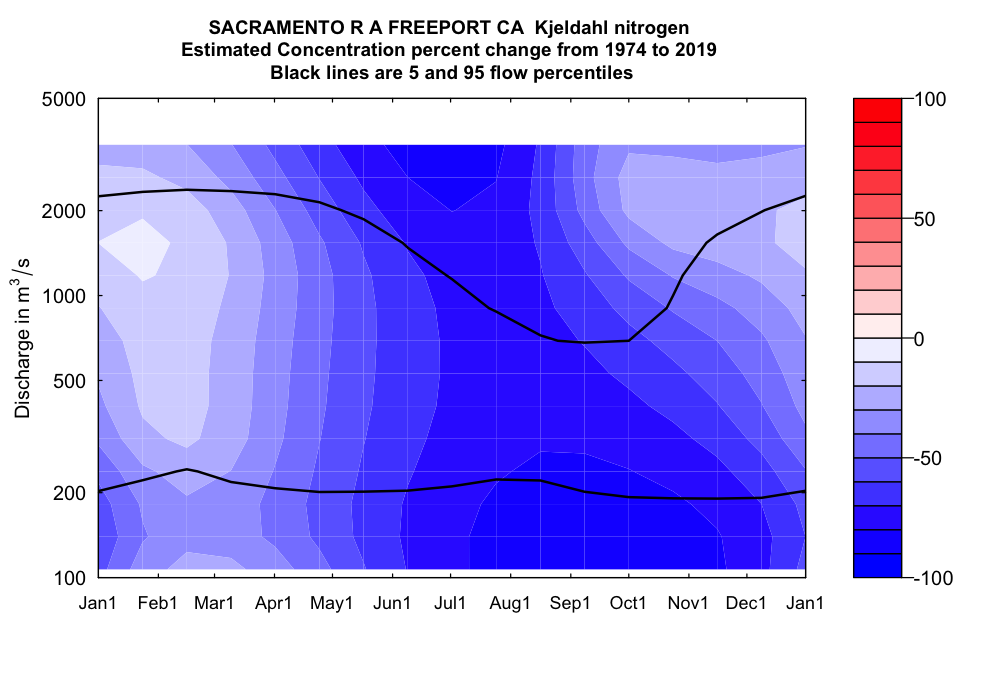 SACRAMENTO R A FREEPORT CA  Kjeldahl nitrogen
Estimated Concentration percent change from 1974 to 2019
Black lines are 5 and 95 flow percentiles
Discharge in m³/s
5000
2000
1000
500
200
100
Jan1 Feb1 Mar1 Apr1 May1 Jun1 Jul1 Aug1 Sep1 Oct1 Nov1 Dec1 Jan1
100
50
0
-50
-100